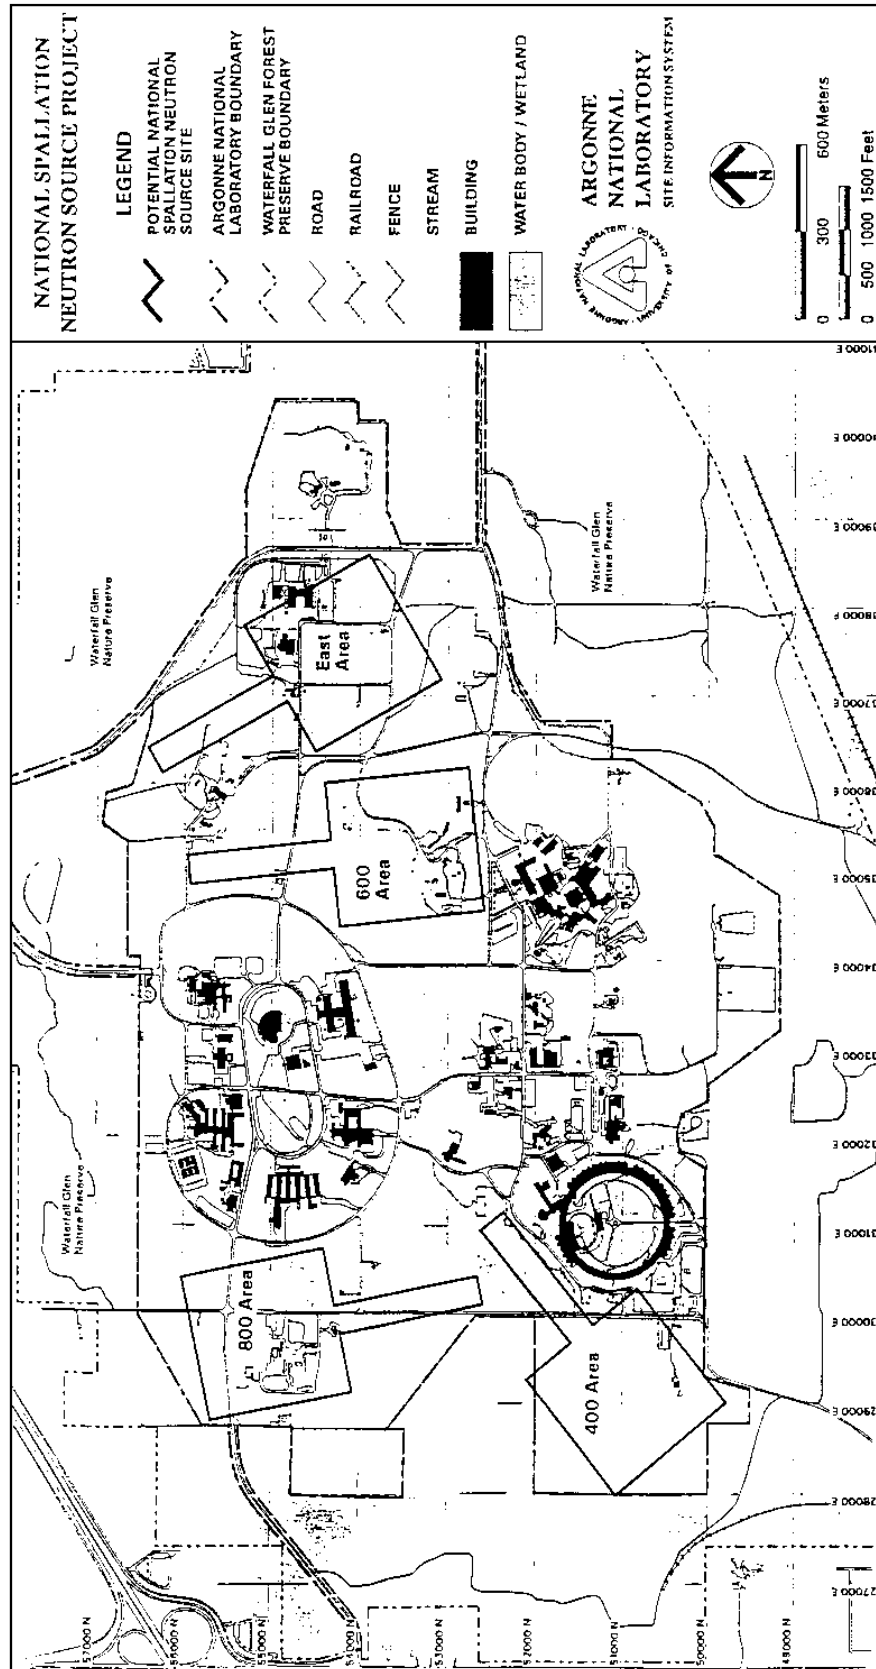 NATIONAL SPALLATION
NEUTRON SOURCE PROJECT
LEGEND
POTENTIAL NATIONAL
SPALLATION NEUTRON
SOURCE SITE
ARGONNE NATIONAL
LABORATORY BOUNDARY
WATERFALL GLEN FOREST
PRESERVE BOUNDARY
ROAD
RAILROAD
FENCE
STREAM
BUILDING
WATER BODY / WETLAND
ARGONNE
NATIONAL
LABORATORY
SITE INFORMATION SYSTEM
ARGONNE NATIONAL LABORATORY
N
0 300 600 Meters
0 500 1000 1500 Feet
Waterfall Glen
Nature Preserve
Waterfall Glen
Nature Preserve
Waterfall Glen
Nature Preserve
800 Area
600
Area
East
Area
400 Area
57000 N
56000 N
55000 N
54000 N
53000 N
52000 N
51000 N
50000 N
49000 N
27000 E
28000 E
29000 E
30000 E
31000 E
32000 E
33000 E
34000 E
35000 E
36000 E
37000 E
38000 E
39000 E
40000 E
41000 E